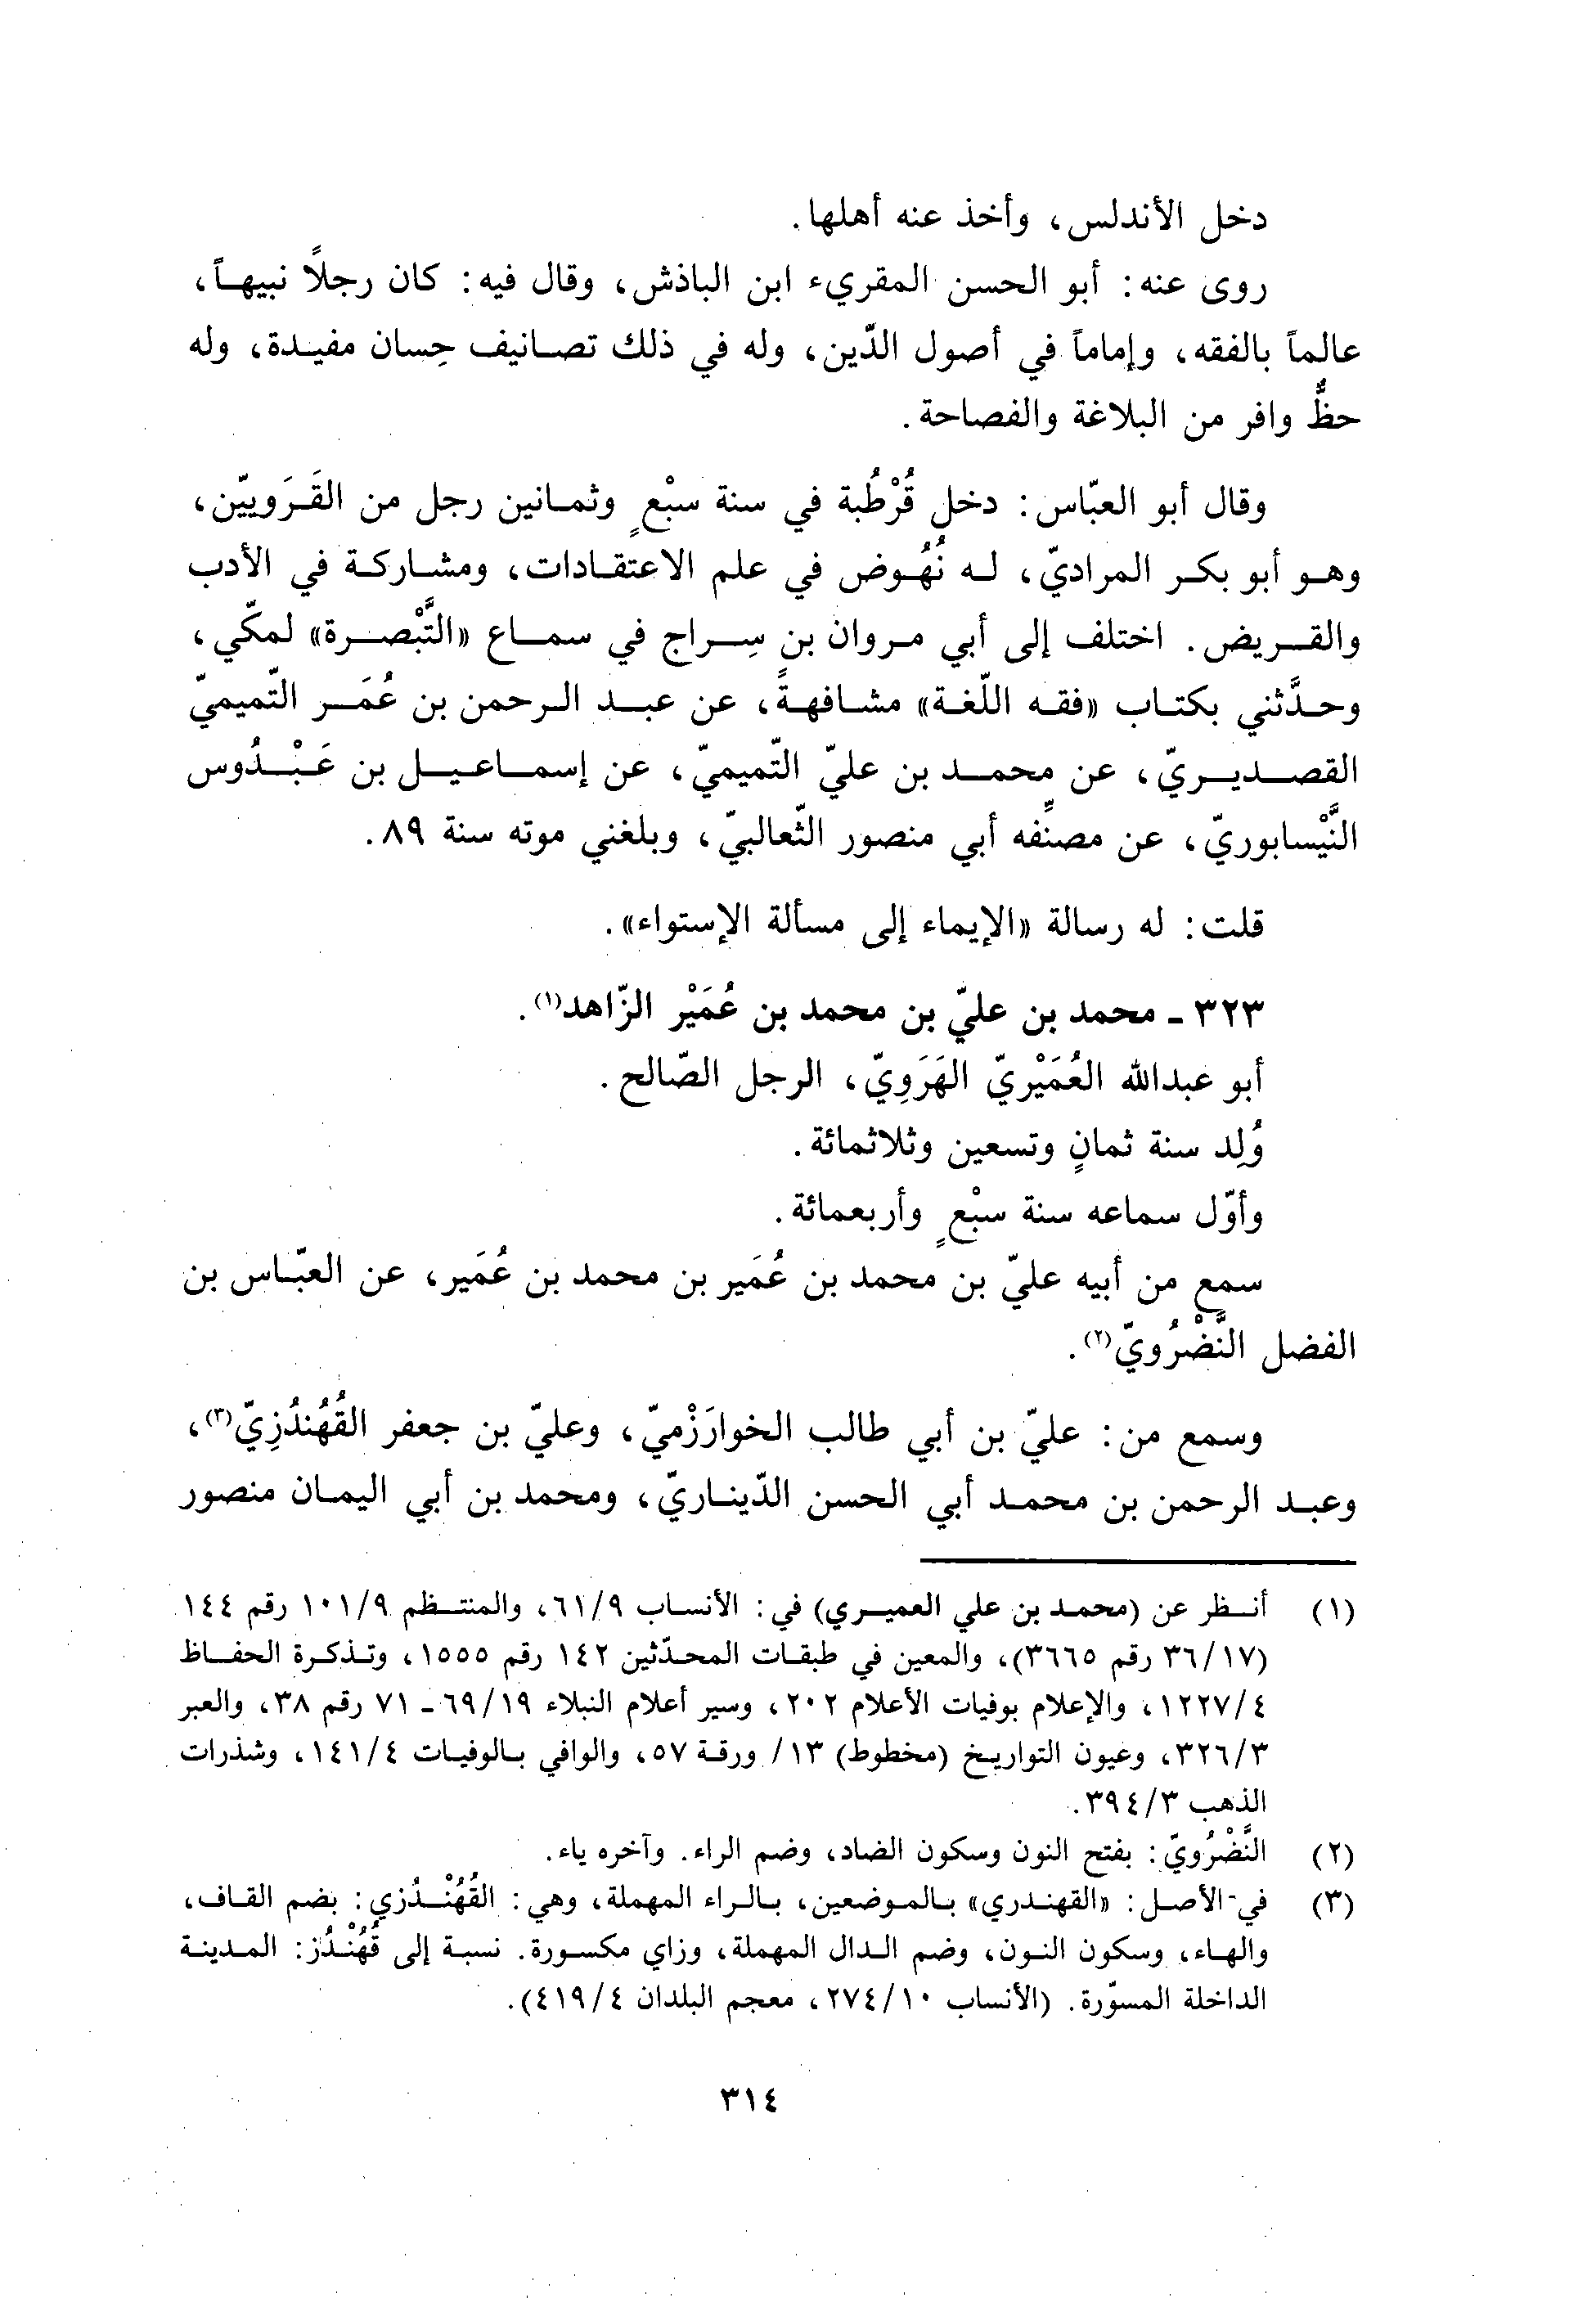 دخل الأندلس، وأخذ عنه أهلها.
روى عنه: أبو الحسن المقريء ابن الباذش، وقال فيه: كان رجلاً نبيهاً،
عالماً بالفقه، وإماماً في أصول الدّين، وله في ذلك تصانيف حِسان مفيدة، وله
حظٌّ وافر من البلاغة والفصاحة.
وقال أبو العبّاس: دخل قُرْطُبة في سنة سبْعٍ وثمانين رجل من القَرَوييّن،
وهو أبو بكر المراديّ، له نُهُوض في علم الاعتقادات، ومشاركة في الأدب
والقريض. اختلف إلى أبي مروان بن سِراج في سماع «التَّبْصرة» لمكّي،
وحدَّثني بكتاب «فقه اللّغة» مشافهةً، عن عبد الرحمن بن عُمَر التّميميّ
القصديريّ، عن محمد بن عليّ التّميميّ، عن إسماعيل بن عَبْدُوس
النَّيْسابوريّ، عن مصنِّفه أبي منصور الثّعالبيّ، وبلغني موته سنة ٨٩.
قلت: له رسالة «الإيماء إلى مسألة الإستواء».
٣٢٣ ـ محمد بن عليّ بن محمد بن عُمَيْر الزّاهد(١).
أبو عبدالله العُمَيْريّ الهَرَوِيّ، الرجل الصّالح.
وُلِد سنة ثمانٍ وتسعين وثلاثمائة.
وأوّل سماعه سنة سبْعٍ وأربعمائة.
سمع من أبيه عليّ بن محمد بن عُمَير بن محمد بن عُمَير، عن العبّاس بن
الفضل النَّضْرُويّ(٢).
وسمع من: عليّ بن أبي طالب الخوارَزْميّ، وعليّ بن جعفر القُهُندُزِيّ(٣)،
وعبد الرحمن بن محمد أبي الحسن الدّيناريّ، ومحمد بن أبي اليمان منصور
(١) أنظر عن (محمد بن علي العميري) في: الأنساب ٦١/٩، والمنتظم ١٠١/٩ رقم ١٤٤
(٣٦/١٧ رقم ٣٦٦٥)، والمعين في طبقات المحدّثين ١٤٢ رقم ١٥٥٥، وتذكرة الحفاظ
١٢٢٧/٤، والإعلام بوفيات الأعلام ٢٠٢، وسير أعلام النبلاء ٦٩/١٩ ـ ٧١ رقم ٣٨، والعبر
٣٢٦/٣، وعيون التواريخ (مخطوط) ١٣/ ورقة ٥٧، والوافي بالوفيات ١٤١/٤، وشذرات
الذهب ٣٩٤/٣.
(٢) النَّضْرُويّ: بفتح النون وسكون الضاد، وضم الراء. وآخره ياء.
(٣) في الأصل: «القهندري» بالموضعين، بالراء المهملة، وهي: القُهُنْدُزي: بضم القاف،
والهاء، وسكون النون، وضم الدال المهملة، وزاي مكسورة. نسبة إلى قُهُنْدُز: المدينة
الداخلة المسوّرة. (الأنساب ٢٧٤/١٠، معجم البلدان ٤١٩/٤).
٣١٤